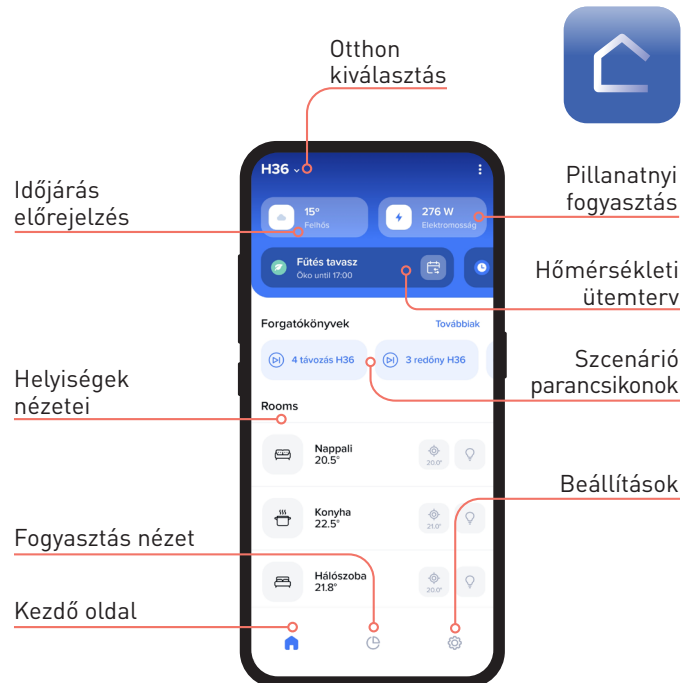 Otthon
kiválasztás
Időjárás
előrejelzés
Pillanatnyi
fogyasztás
Hőmérsékleti
ütemterv
Szcenárió
parancsikonok
Helyiségek
nézetei
Beállítások
Fogyasztás nézet
Kezdő oldal
H36
15°
Felhős
276 W
Elektromosság
Fűtés tavasz
Öko until 17:00
Forgatókönyvek
Továbbiak
4 távozás H36
3 redőny H36
Rooms
Nappali
20.5°
20.0°
Konyha
22.5°
21.0°
Hálószoba
21.8°
20.0°